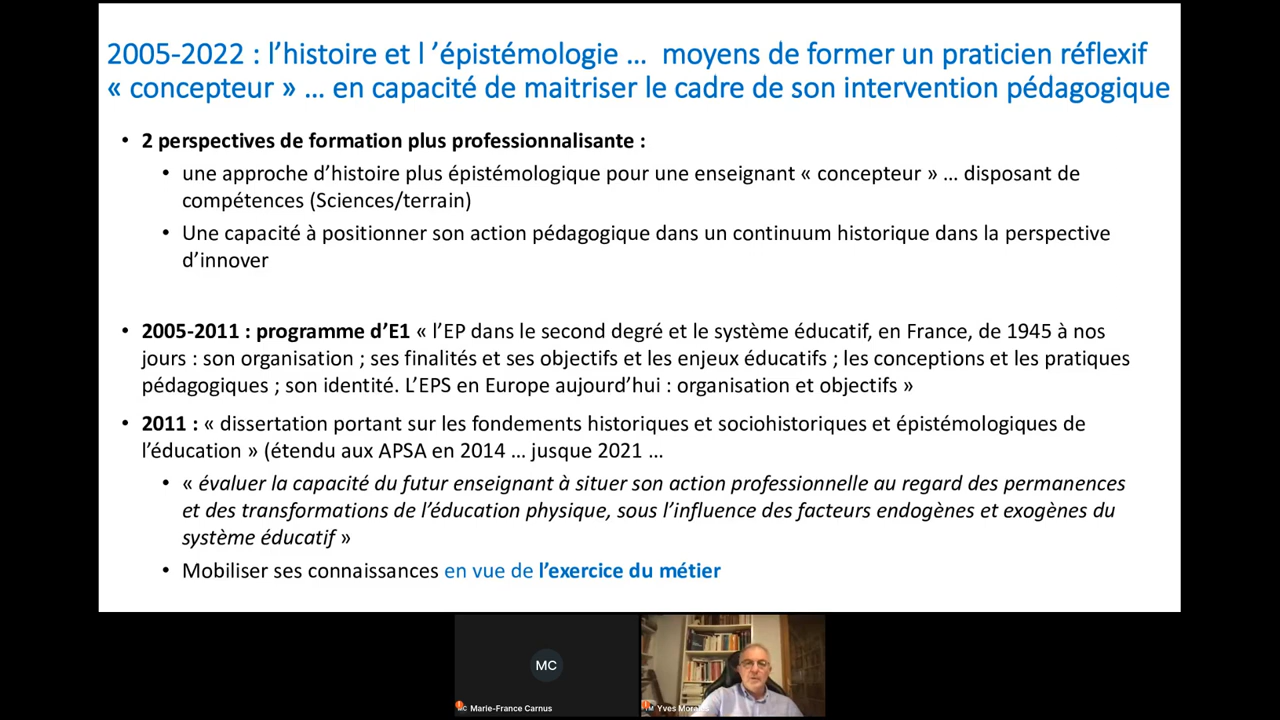 2005-2022 : l’histoire et l ’épistémologie … moyens de former un praticien réflexif
« concepteur » … en capacité de maitriser le cadre de son intervention pédagogique
• 2 perspectives de formation plus professionnalisante :
• une approche d’histoire plus épistémologique pour une enseignant « concepteur » … disposant de
compétences (Sciences/terrain)
• Une capacité à positionner son action pédagogique dans un continuum historique dans la perspective
d’innover
• 2005-2011 : programme d’E1 « l’EP dans le second degré et le système éducatif, en France, de 1945 à nos
jours : son organisation ; ses finalités et ses objectifs et les enjeux éducatifs ; les conceptions et les pratiques
pédagogiques ; son identité. L’EPS en Europe aujourd’hui : organisation et objectifs »
• 2011 : « dissertation portant sur les fondements historiques et sociohistoriques et épistémologiques de
l’éducation » (étendu aux APSA en 2014 … jusque 2021 …
• « évaluer la capacité du futur enseignant à situer son action professionnelle au regard des permanences
et des transformations de l’éducation physique, sous l’influence des facteurs endogènes et exogènes du
système éducatif »
• Mobiliser ses connaissances en vue de l’exercice du métier
MC
Marie-France Carnus
Yves